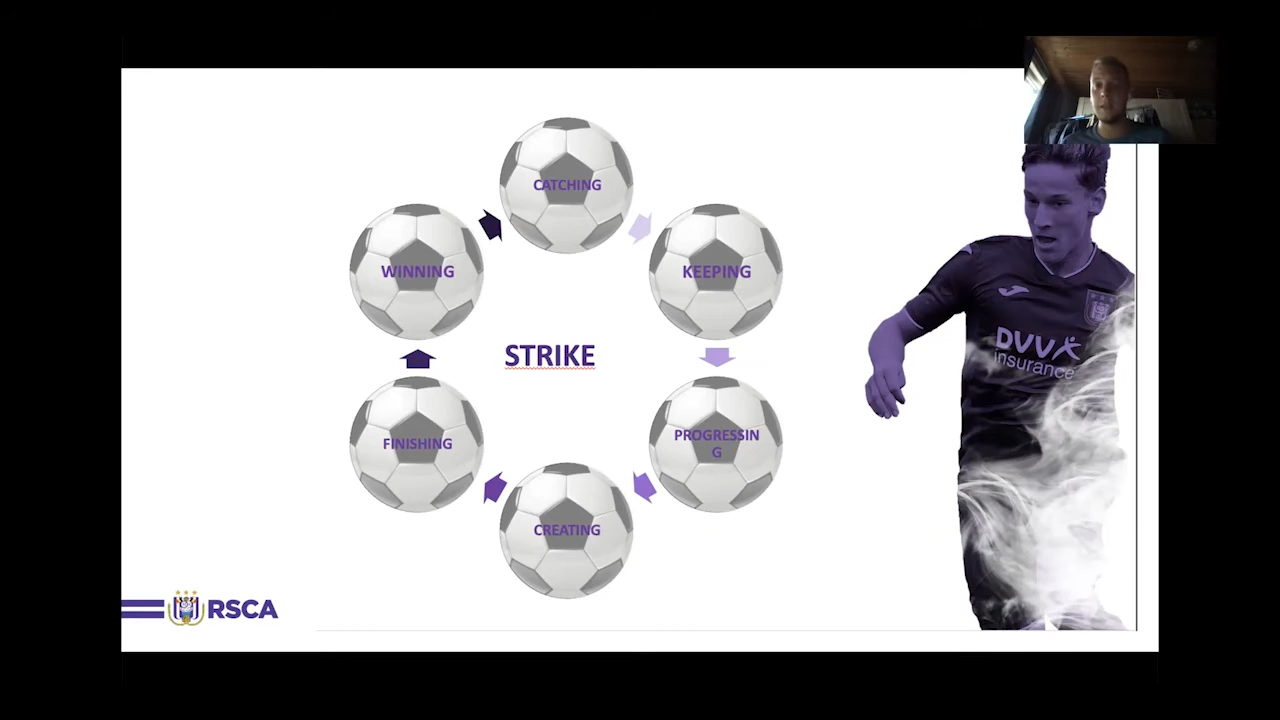 CATCHING
WINNING
KEEPING
STRIKE
FINISHING
PROGRESSIN
G
CREATING
RSCA
DVV
insurance